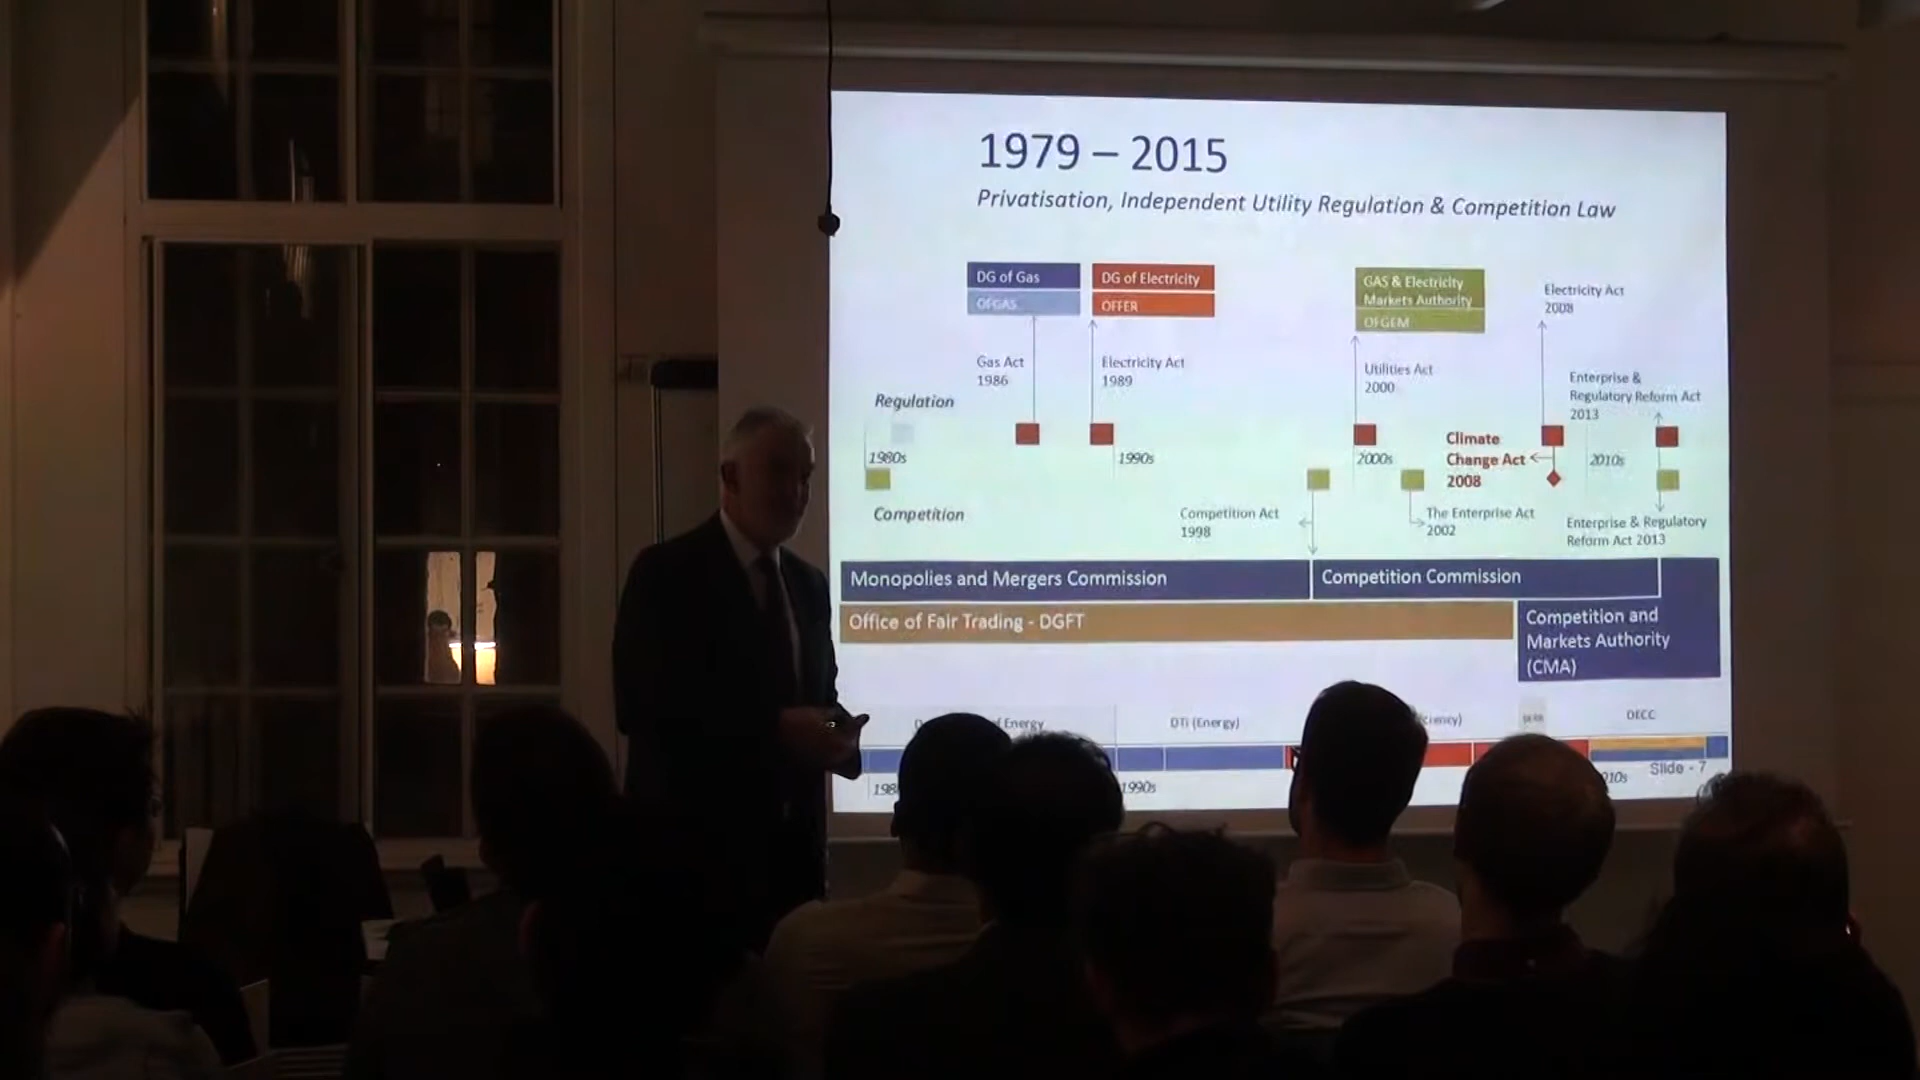 1979 – 2015
Privatisation, Independent Utility Regulation & Competition Law
DG of Gas
OFGAS
DG of Electricity
OFFER
GAS & Electricity
Markets Authority
OFGEM
Electricity Act
2008
Gas Act
1986
Electricity Act
1989
Utilities Act
2000
Enterprise &
Regulatory Reform Act
2013
Regulation
1980s
1990s
2000s
Climate
Change Act
2008
2010s
Competition
Competition Act
1998
The Enterprise Act
2002
Enterprise & Regulatory
Reform Act 2013
Monopolies and Mergers Commission
Competition Commission
Office of Fair Trading - DGFT
Competition and
Markets Authority
(CMA)
Energy
DTI (Energy)
DECC
1990s
Slide - 7